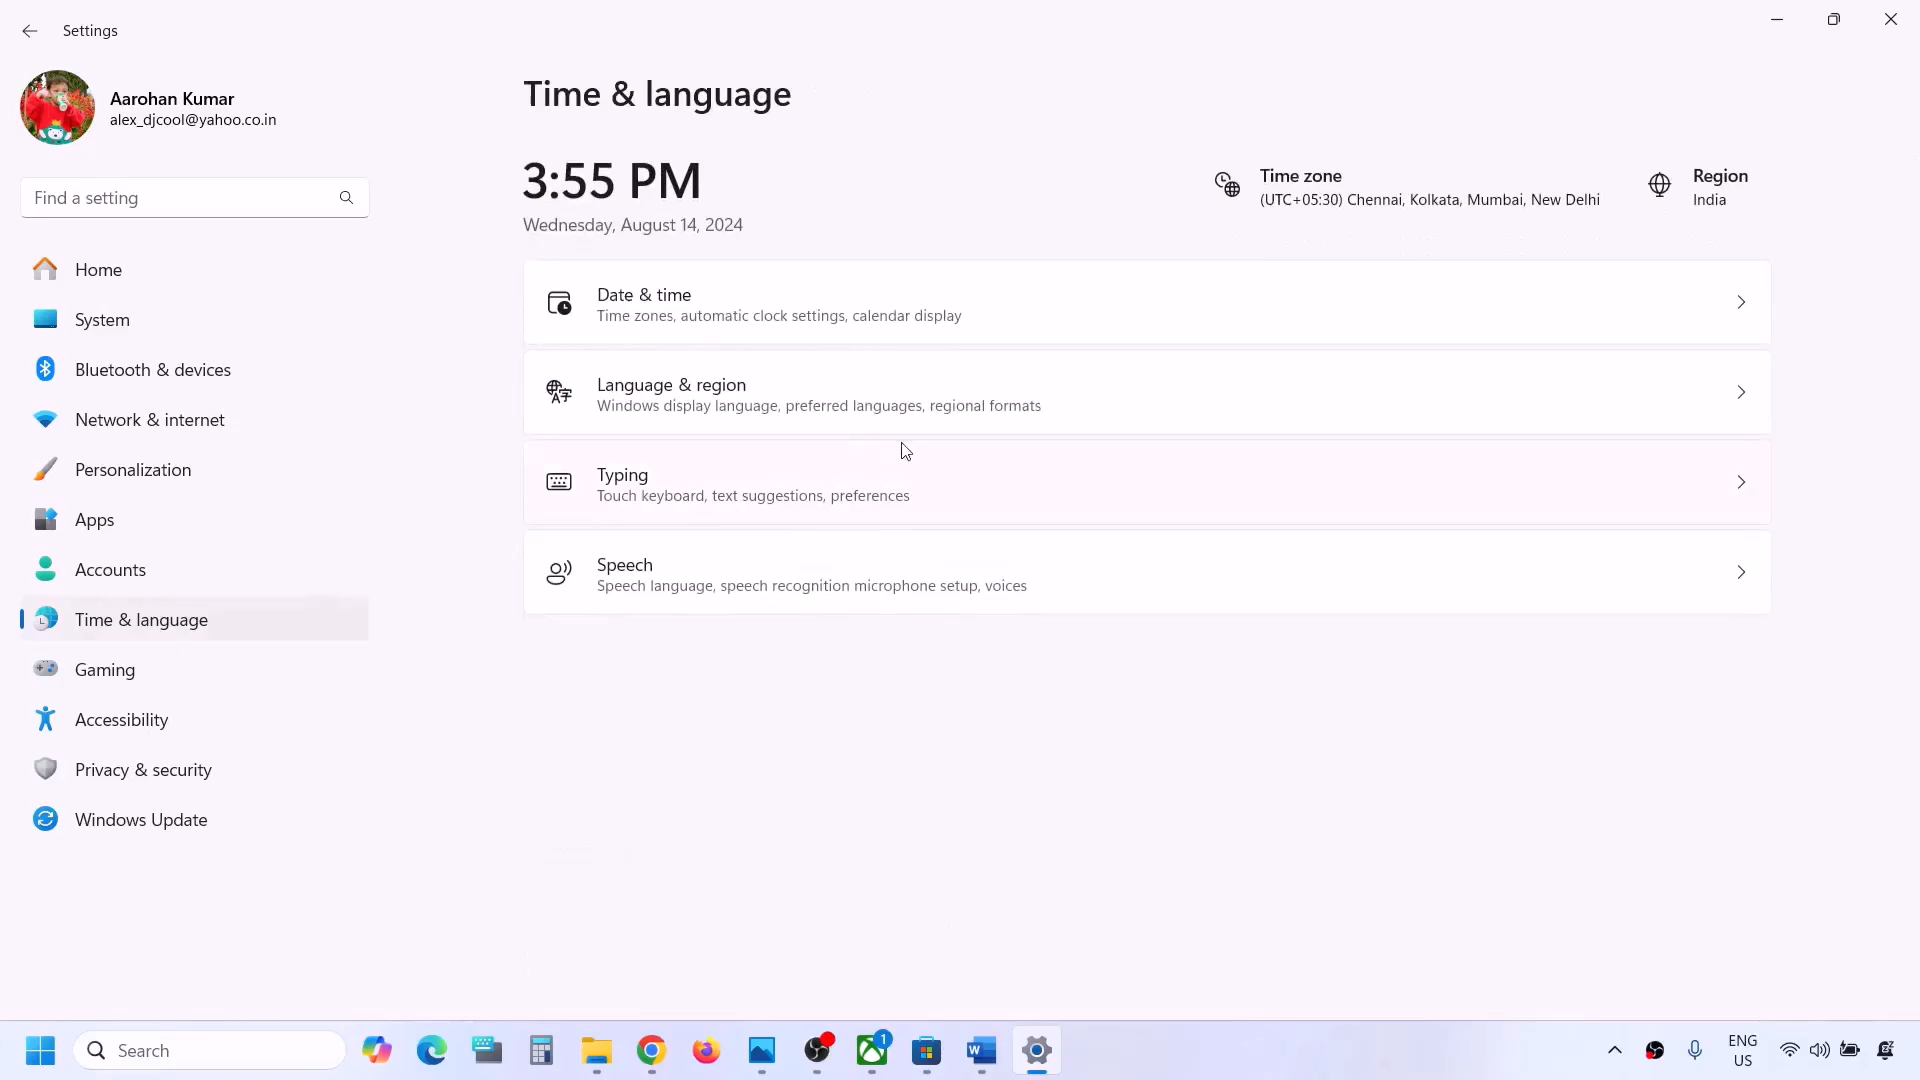 Settings
Aarohan Kumar
alex_djcool@yahoo.co.in
Find a setting
Home
System
Bluetooth & devices
Network & internet
Personalization
Apps
Accounts
Time & language
Gaming
Accessibility
Privacy & security
Windows Update
Time & language
3:55 PM
Wednesday, August 14, 2024
Time zone
(UTC+05:30) Chennai, Kolkata, Mumbai, New Delhi
Region
India
Date & time
Time zones, automatic clock settings, calendar display
Language & region
Windows display language, preferred languages, regional formats
Typing
Touch keyboard, text suggestions, preferences
Speech
Speech language, speech recognition microphone setup, voices
Search
1
ENG
US